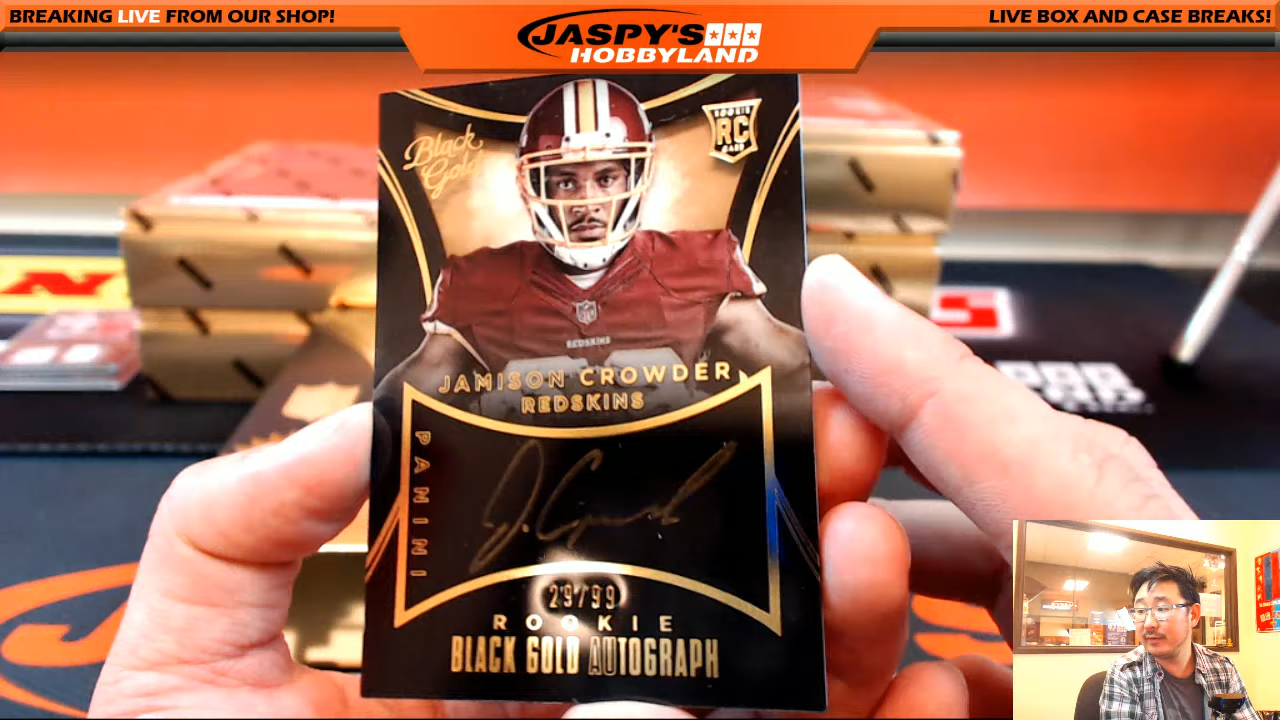 BREAKING LIVE FROM OUR SHOP!
JASPY'S
HOBBYLAND
LIVE BOX AND CASE BREAKS!
Black
Gold
ROOKIE
RC
CARD
NFL
REDSKINS
JAMISON CROWDER
REDSKINS
PANINI
29/99
ROOKIE
BLACK GOLD AUTOGRAPH